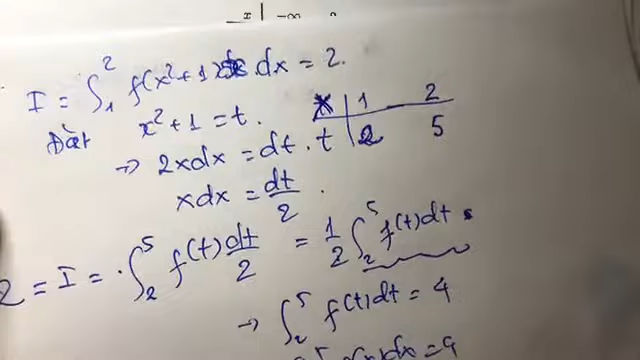 x | -∞
I = ∫₁² f(x²+1) dx = 2.
Đặt x²+1 = t. x | 1 2
→ 2xdx = dt. t | 2 5
xdx = dt/2.
2 = I = ∫₂⁵ f(t) dt/2 = 1/2 ∫₂⁵ f(t)dt
→ ∫₂⁵ f(t)dt = 4